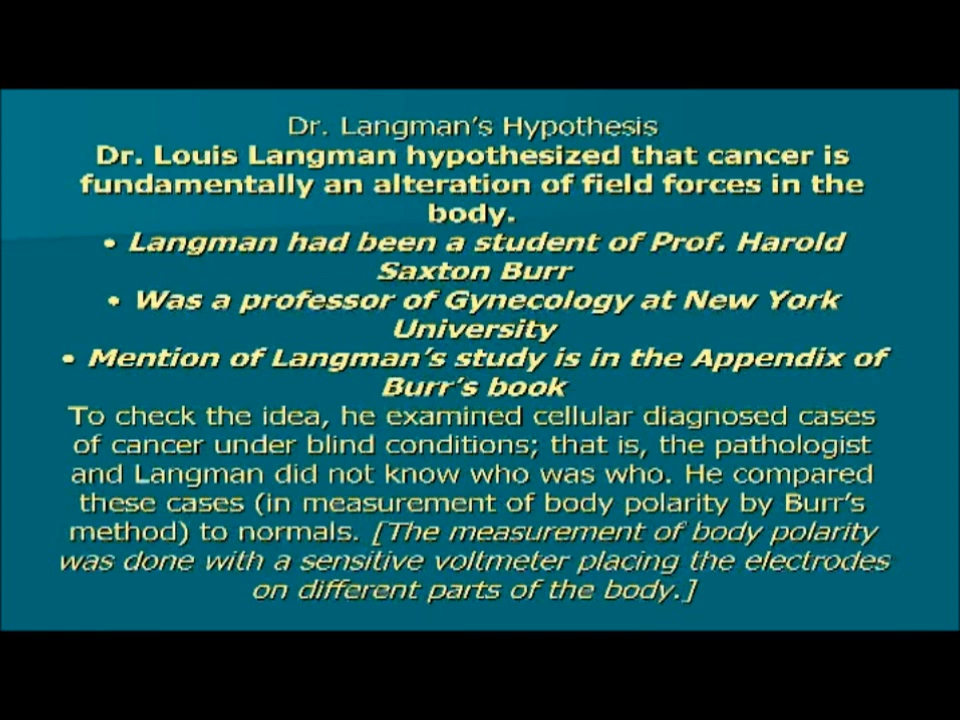 Dr. Langman's Hypothesis
Dr. Louis Langman hypothesized that cancer is
fundamentally an alteration of field forces in the
body.
• Langman had been a student of Prof. Harold
Saxton Burr
• Was a professor of Gynecology at New York
University
• Mention of Langman's study is in the Appendix of
Burr's book
To check the idea, he examined cellular diagnosed cases
of cancer under blind conditions; that is, the pathologist
and Langman did not know who was who. He compared
these cases (in measurement of body polarity by Burr's
method) to normals. [The measurement of body polarity
was done with a sensitive voltmeter placing the electrodes
on different parts of the body.]